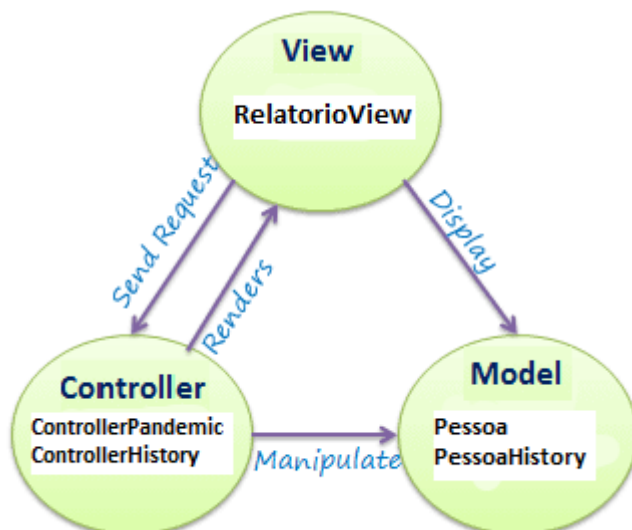 View
RelatorioView
Send Request
Renders
Display
Controller
ControllerPandemic
ControllerHistory
Manipulate
Model
Pessoa
PessoaHistory